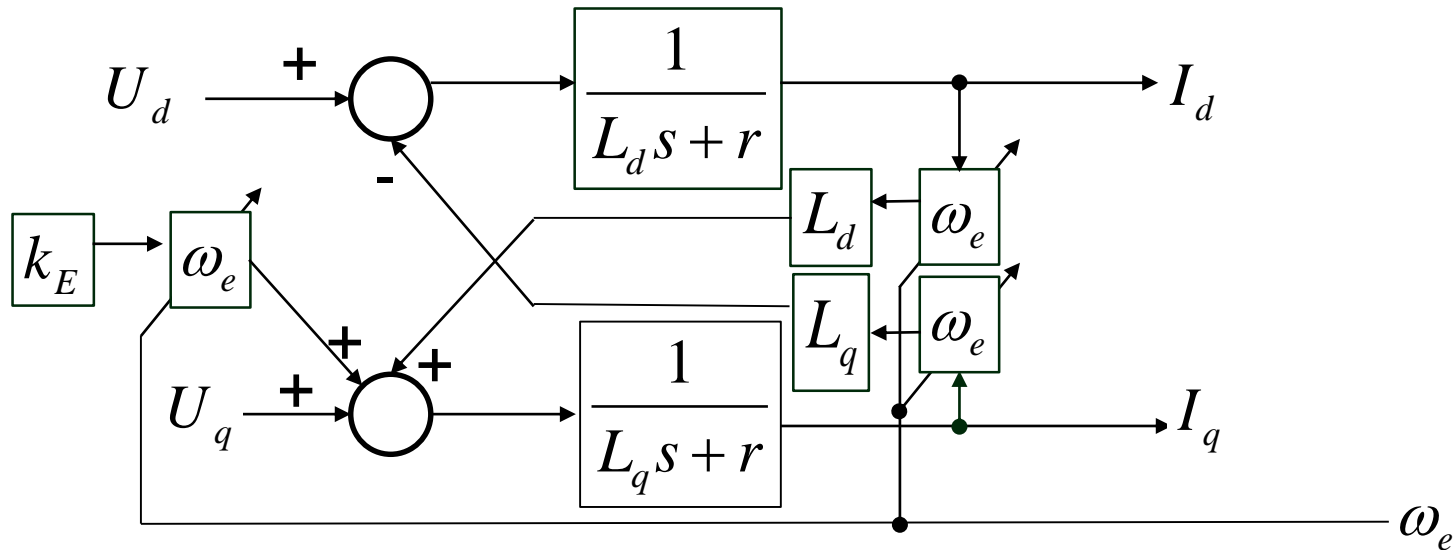 +
U_d
1
L_d s + r
I_d
-
k_E
ω_e
L_d
ω_e
L_q
ω_e
+
+
+
U_q
1
L_q s + r
I_q
ω_e